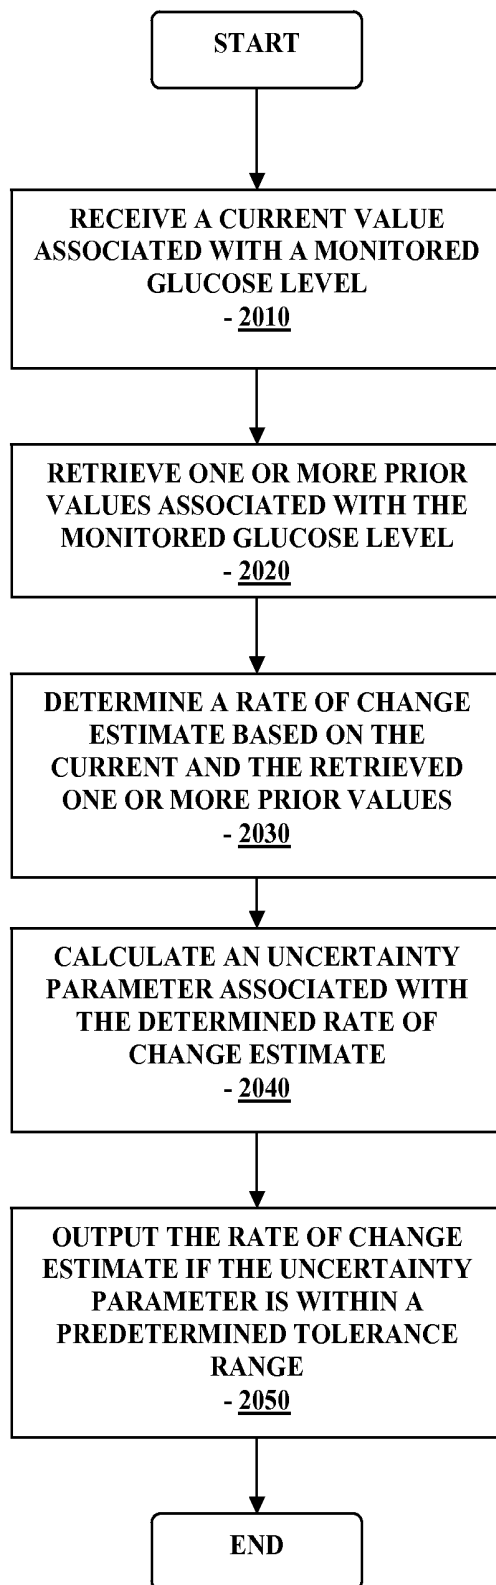 START
RECEIVE A CURRENT VALUE
ASSOCIATED WITH A MONITORED
GLUCOSE LEVEL
- 2010
RETRIEVE ONE OR MORE PRIOR
VALUES ASSOCIATED WITH THE
MONITORED GLUCOSE LEVEL
- 2020
DETERMINE A RATE OF CHANGE
ESTIMATE BASED ON THE
CURRENT AND THE RETRIEVED
ONE OR MORE PRIOR VALUES
- 2030
CALCULATE AN UNCERTAINTY
PARAMETER ASSOCIATED WITH
THE DETERMINED RATE OF
CHANGE ESTIMATE
- 2040
OUTPUT THE RATE OF CHANGE
ESTIMATE IF THE UNCERTAINTY
PARAMETER IS WITHIN A
PREDETERMINED TOLERANCE
RANGE
- 2050
END